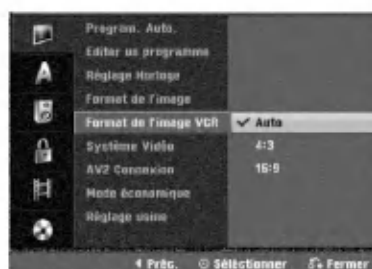 Program. Auto.
Editer un programme
Réglage Horloge
Format de l'image
Format de l'image VCR ✓ Auto
Système Vidéo 4:3
AV2 Connexion 16:9
Mode économique
Réglage usine
Préc. Sélectionner Fermer